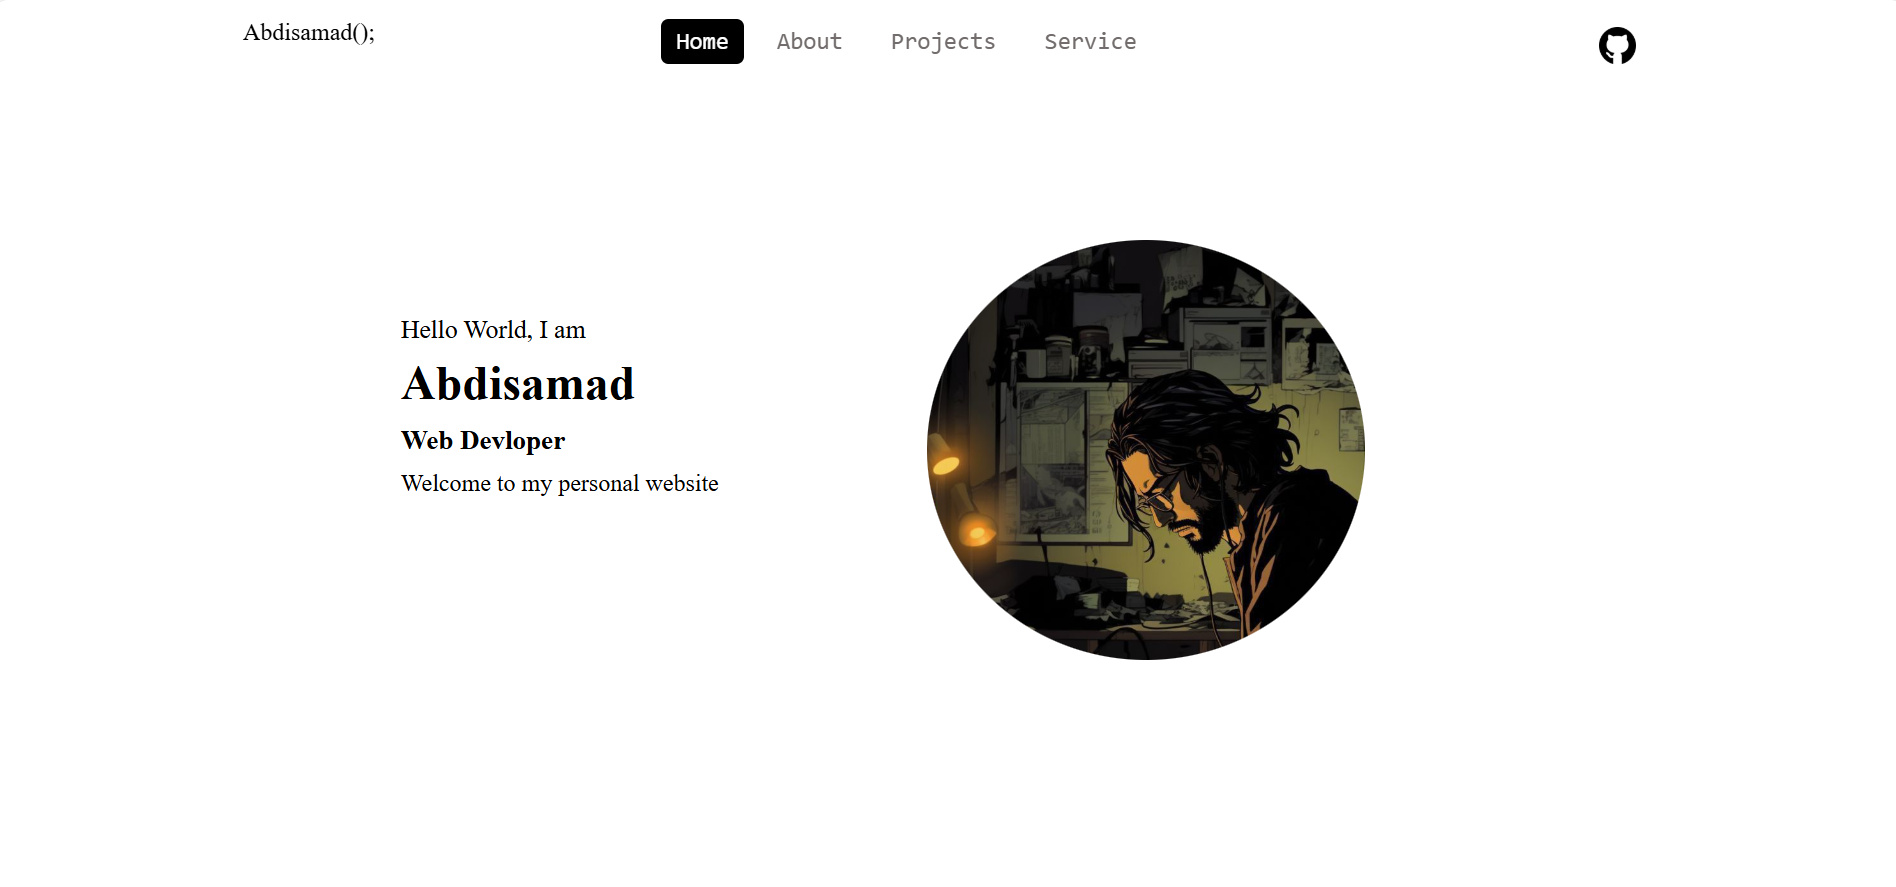 Abdisamad();
Home About Projects Service
Hello World, I am
Abdisamad
Web Devloper
Welcome to my personal website